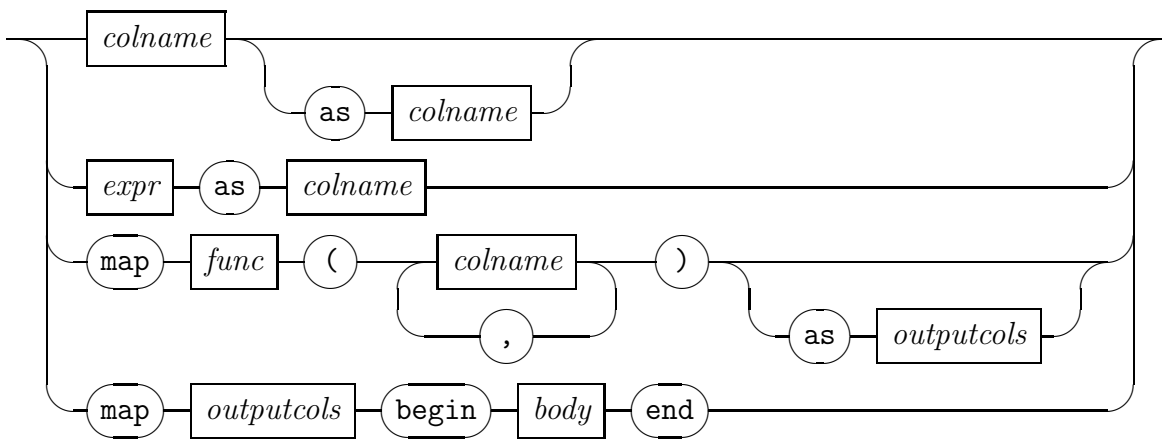 colname
as colname
expr as colname
map func ( colname )
, as outputcols
map outputcols begin body end